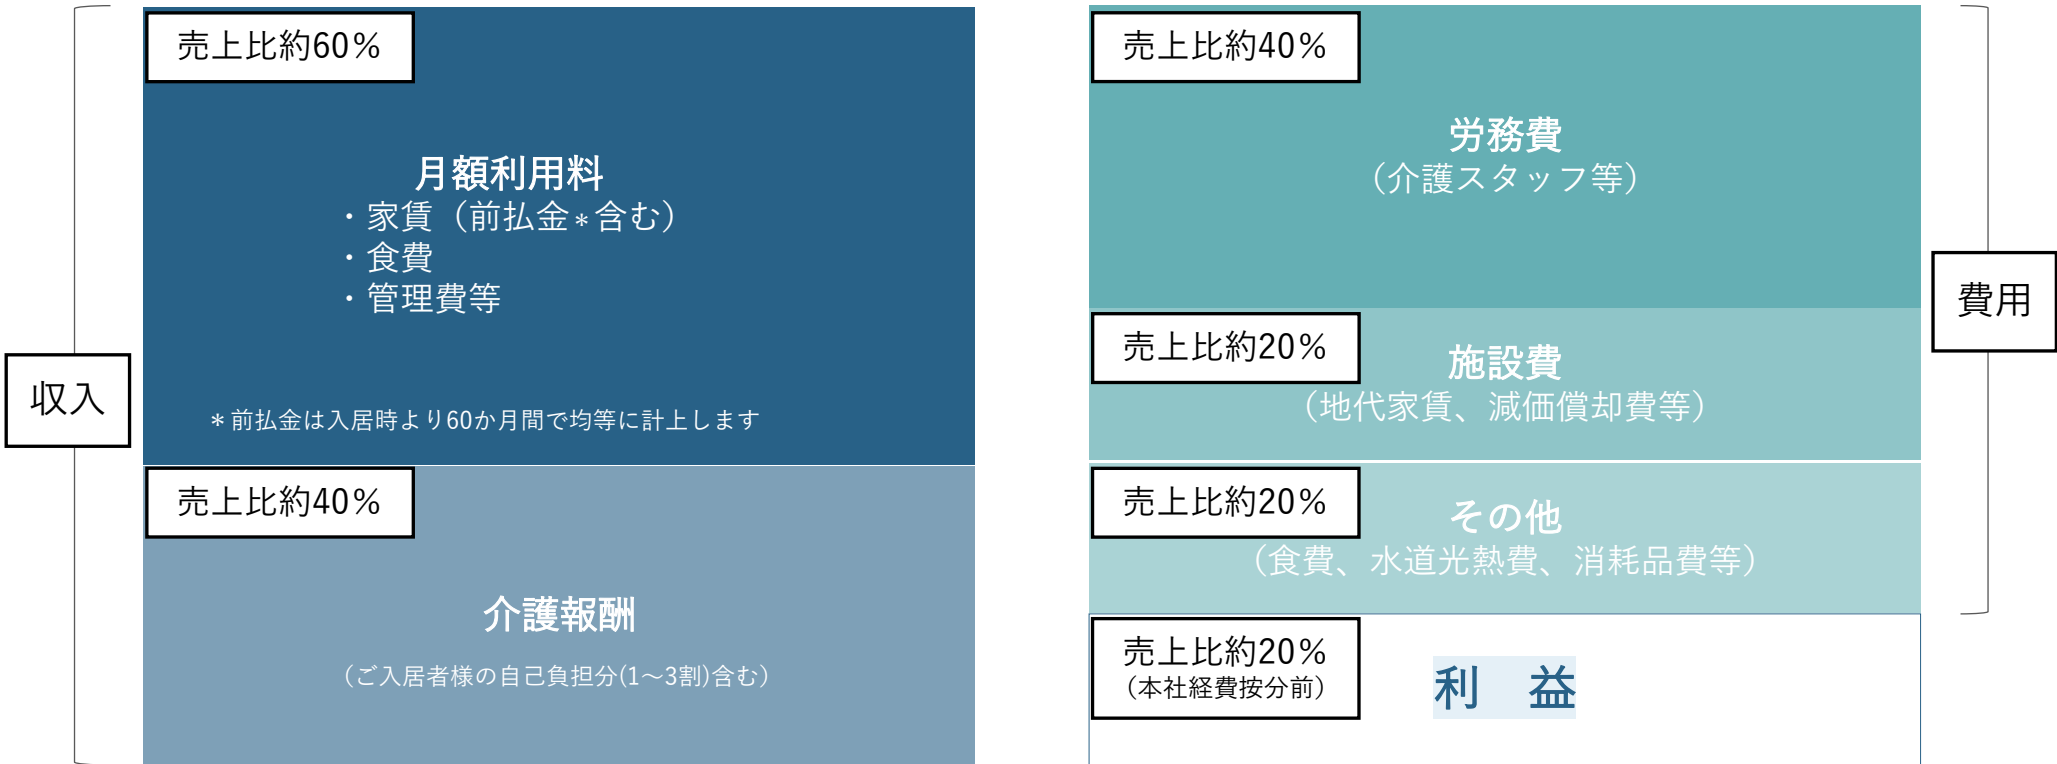 収入
売上比約60%
月額利用料
・家賃（前払金＊含む）
・食費
・管理費等
＊前払金は入居時より60か月間で均等に計上します
売上比約40%
介護報酬
（ご入居者様の自己負担分(1～3割)含む）
売上比約40%
労務費
（介護スタッフ等）
売上比約20%
施設費
（地代家賃、減価償却費等）
売上比約20%
その他
（食費、水道光熱費、消耗品費等）
売上比約20%
（本社経費按分前）
利　益
費用